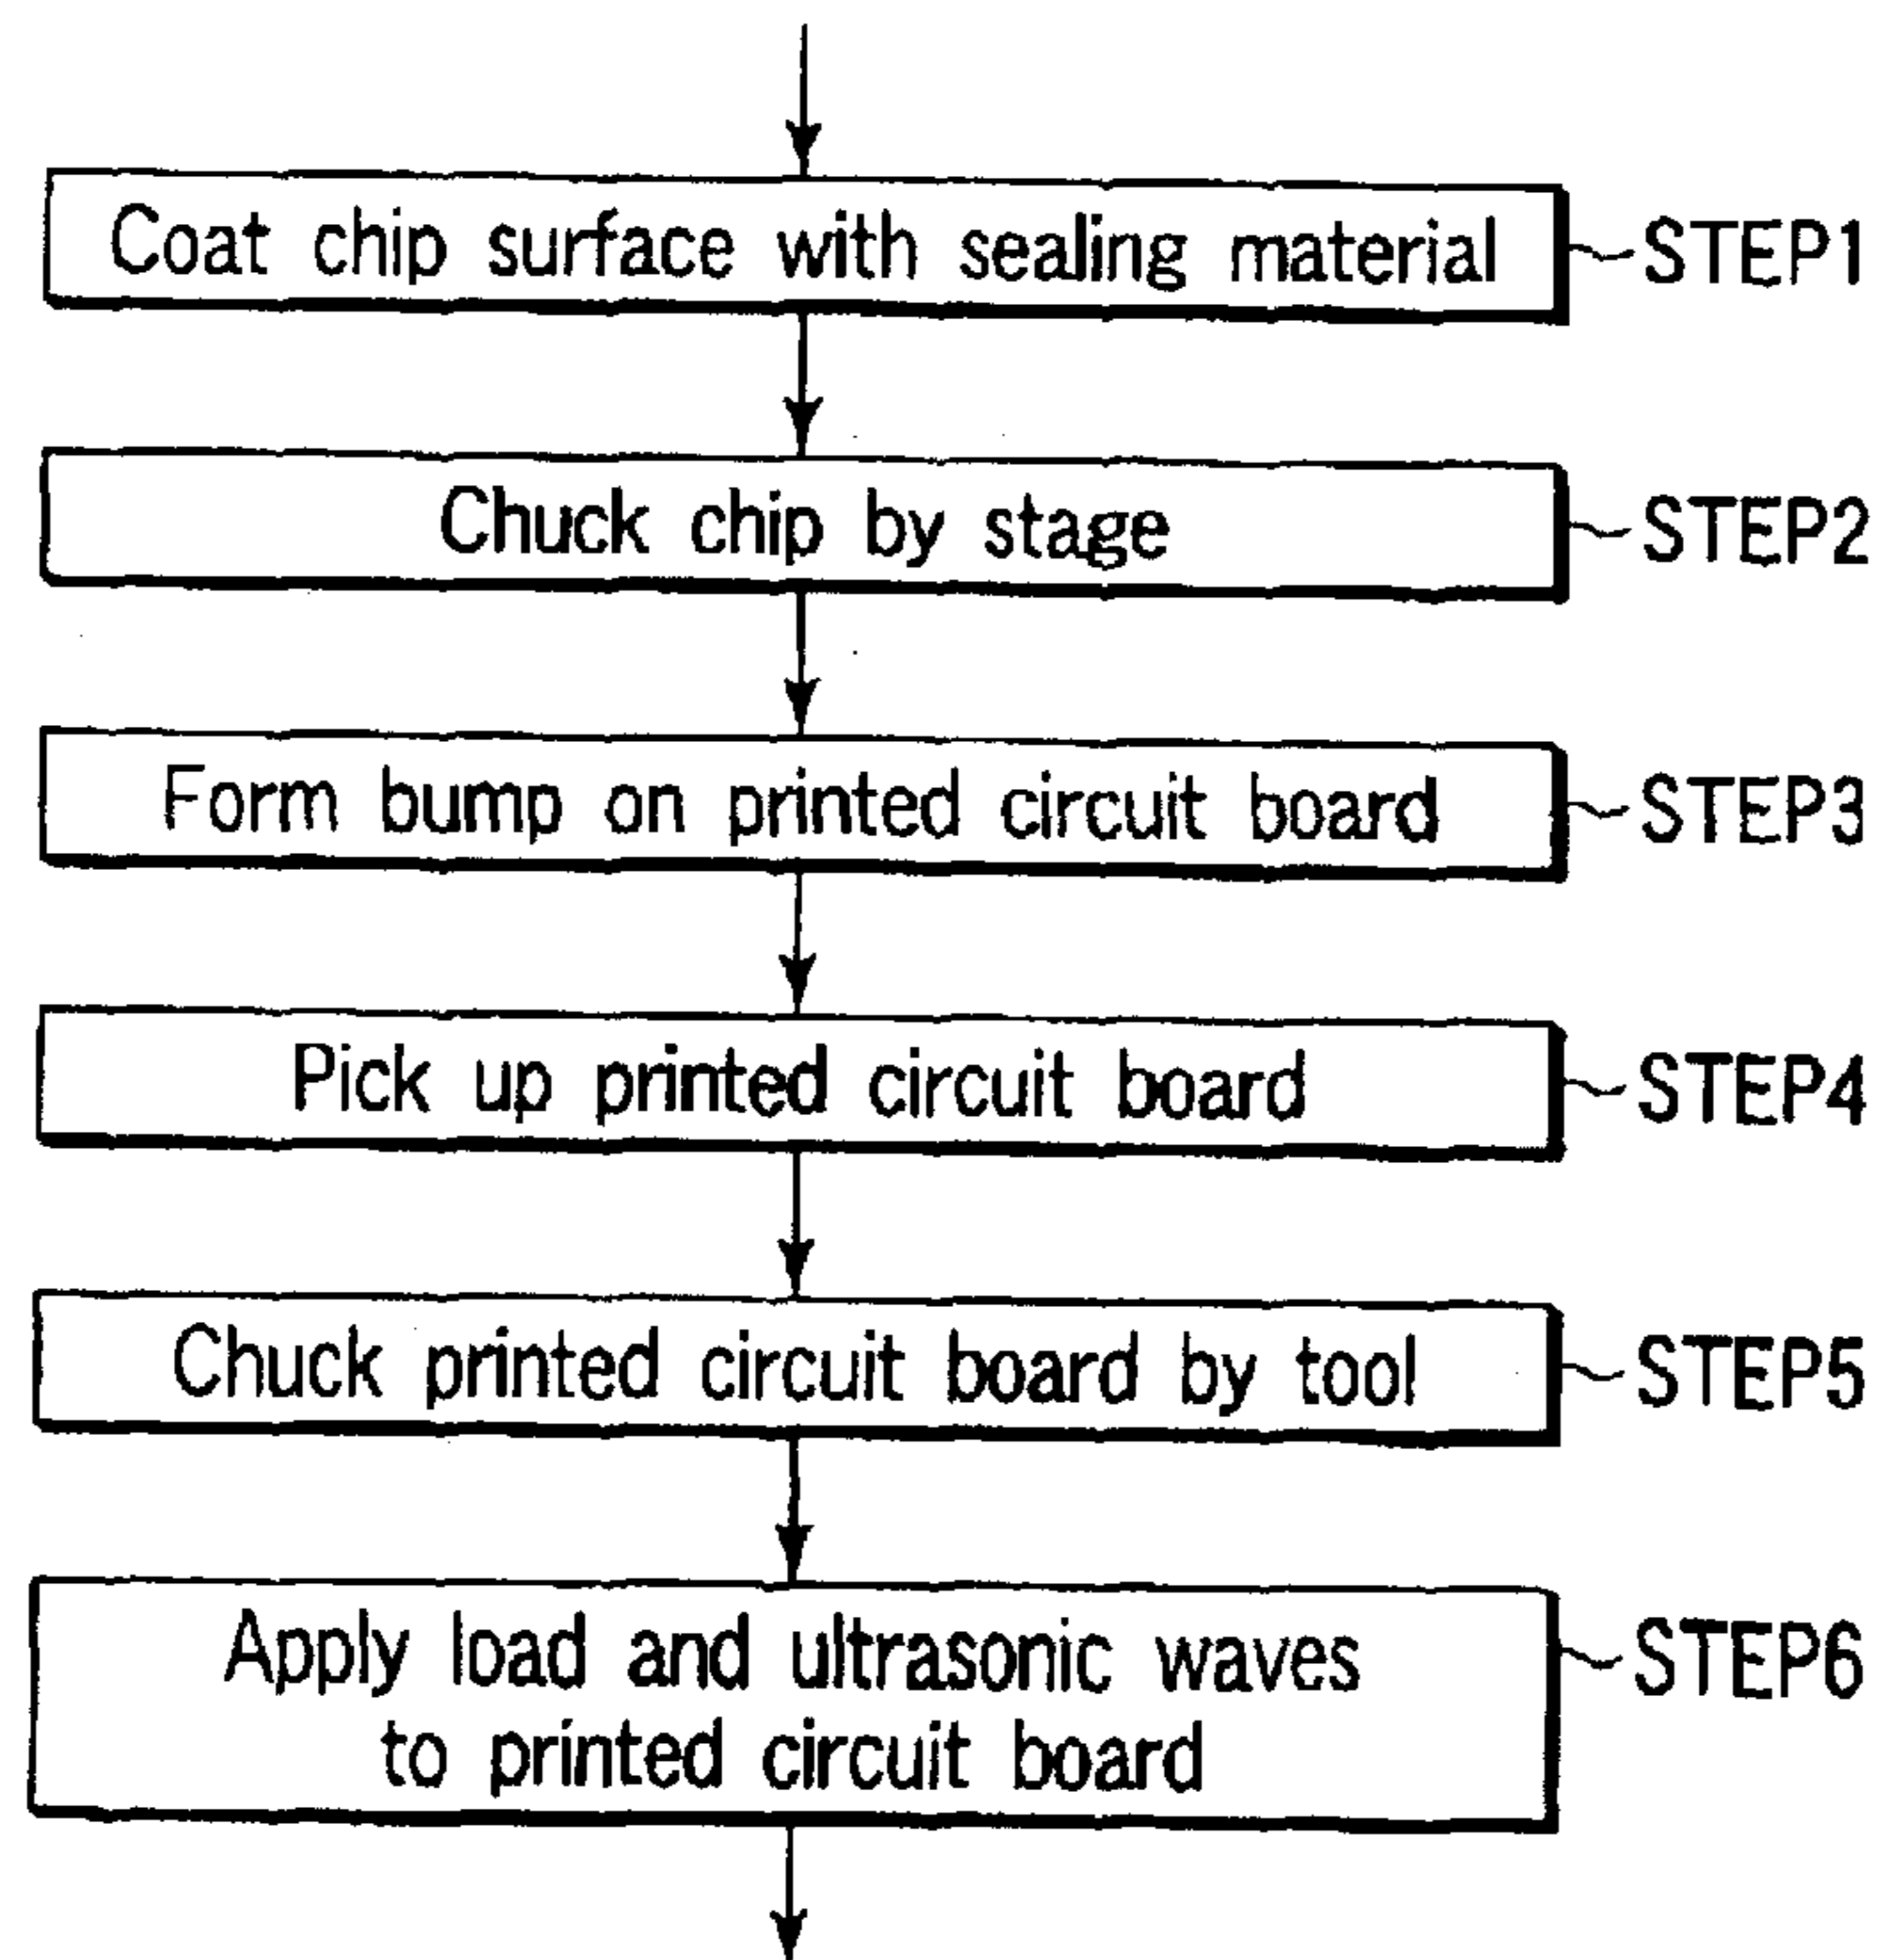 Coat chip surface with sealing material STEP1
Chuck chip by stage STEP2
Form bump on printed circuit board STEP3
Pick up printed circuit board STEP4
Chuck printed circuit board by tool STEP5
Apply load and ultrasonic waves STEP6
to printed circuit board